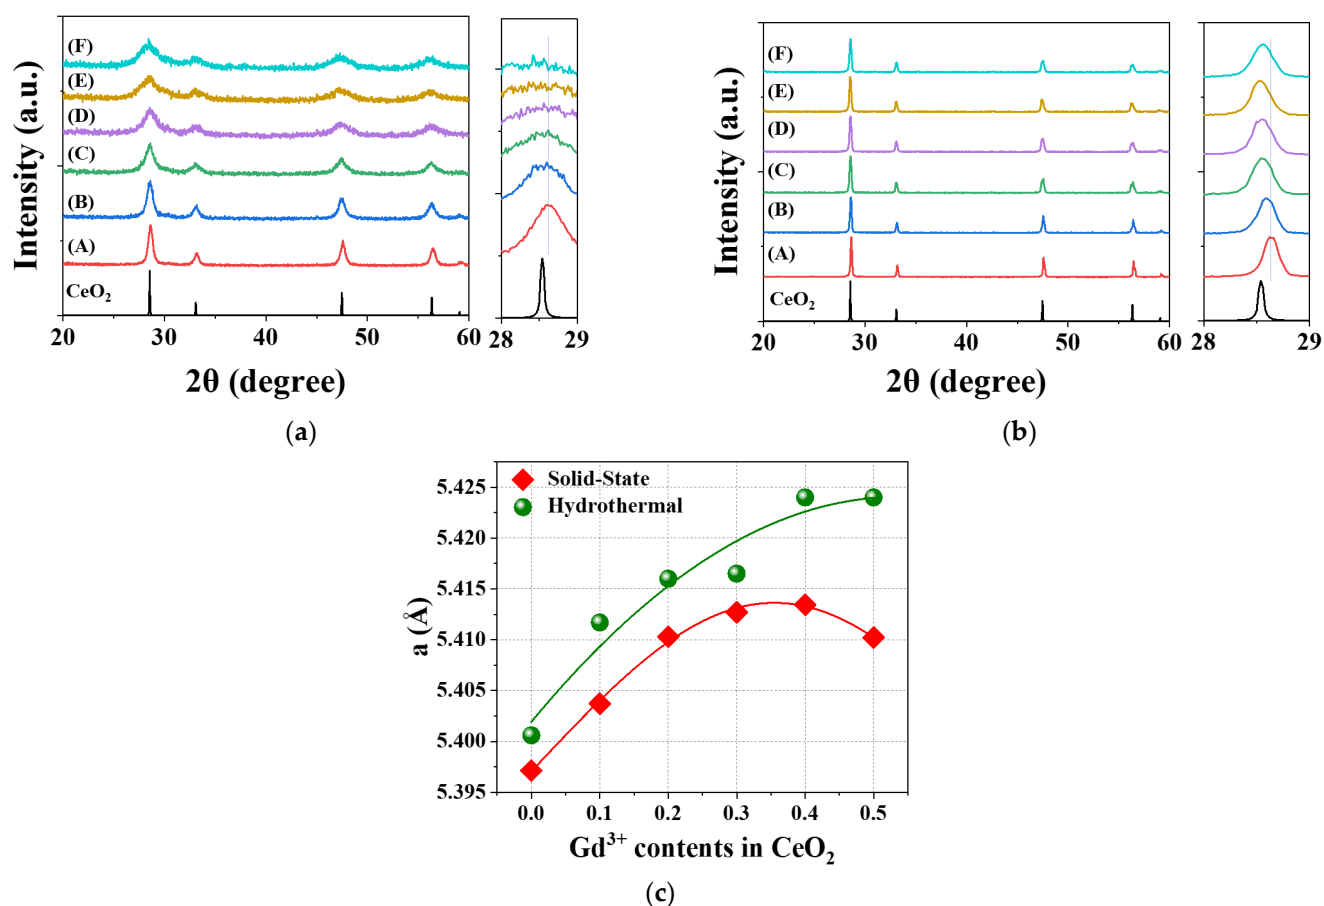 Intensity (a.u.)
(F)
(E)
(D)
(C)
(B)
(A)
CeO₂
20 30 40 50 60
28 29
2θ (degree)
(a)
Intensity (a.u.)
(F)
(E)
(D)
(C)
(B)
(A)
CeO₂
20 30 40 50 60
28 29
2θ (degree)
(b)
Solid-State
Hydrothermal
a (Å)
5.425
5.420
5.415
5.410
5.405
5.400
5.395
0.0 0.1 0.2 0.3 0.4 0.5
Gd³⁺ contents in CeO₂
(c)